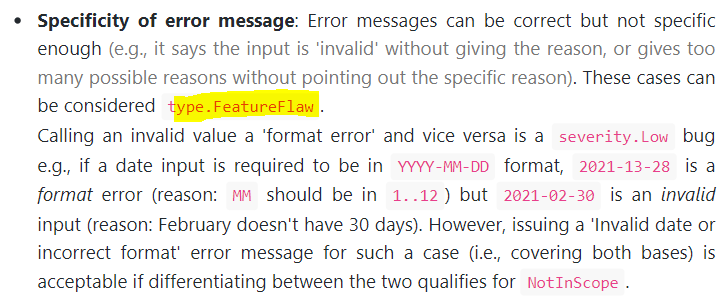 • Specificity of error message: Error messages can be correct but not specific
enough (e.g., it says the input is 'invalid' without giving the reason, or gives too
many possible reasons without pointing out the specific reason). These cases can
be considered type.FeatureFlaw.
Calling an invalid value a 'format error' and vice versa is a severity.Low bug
e.g., if a date input is required to be in YYYY-MM-DD format, 2021-13-28 is a
format error (reason: MM should be in 1..12) but 2021-02-30 is an invalid
input (reason: February doesn't have 30 days). However, issuing a 'Invalid date or
incorrect format' error message for such a case (i.e., covering both bases) is
acceptable if differentiating between the two qualifies for NotInScope.